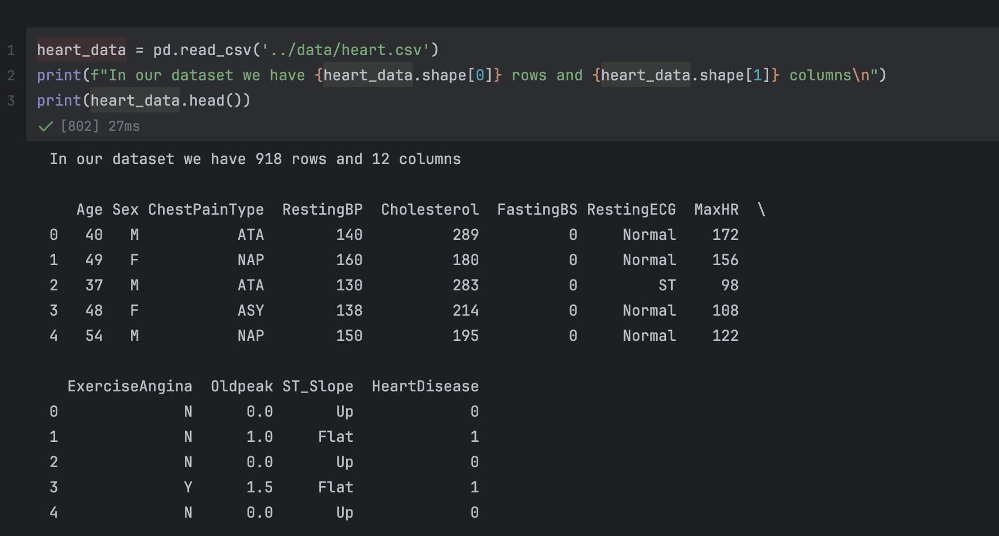 1 heart_data = pd.read_csv('../data/heart.csv')
2 print(f"In our dataset we have {heart_data.shape[0]} rows and {heart_data.shape[1]} columns\n")
3 print(heart_data.head())
[802] 27ms
In our dataset we have 918 rows and 12 columns
Age Sex ChestPainType RestingBP Cholesterol FastingBS RestingECG MaxHR \
0 40 M ATA 140 289 0 Normal 172
1 49 F NAP 160 180 0 Normal 156
2 37 M ATA 130 283 0 ST 98
3 48 F ASY 138 214 0 Normal 108
4 54 M NAP 150 195 0 Normal 122
ExerciseAngina Oldpeak ST_Slope HeartDisease
0 N 0.0 Up 0
1 N 1.0 Flat 1
2 N 0.0 Up 0
3 Y 1.5 Flat 1
4 N 0.0 Up 0